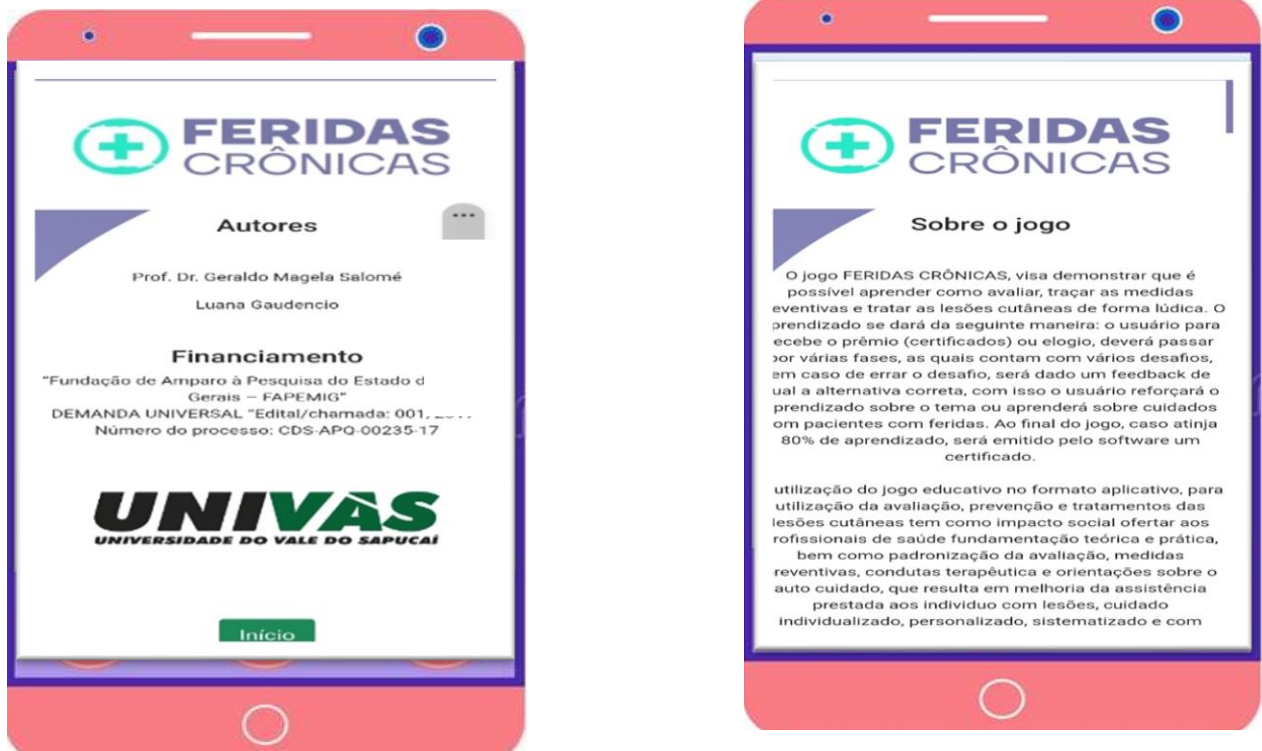 FERIDAS
CRÔNICAS
Autores
Prof. Dr. Geraldo Magela Salomé
Luana Gaudencio
Financiamento
"Fundação de Amparo à Pesquisa do Estado d
Gerais – FAPEMIG"
DEMANDA UNIVERSAL "Edital/chamada: 001,
Número do processo: CDS-APQ-00235-17
UNIVÁS
UNIVERSIDADE DO VALE DO SAPUCAÍ
Início
FERIDAS
CRÔNICAS
Sobre o jogo
O jogo FERIDAS CRÔNICAS, visa demonstrar que é
possível aprender como avaliar, traçar as medidas
eventivas e tratar as lesões cutâneas de forma lúdica. O
prendizado se dará da seguinte maneira: o usuário para
ecebe o prêmio (certificados) ou elogio, deverá passar
por várias fases, as quais contam com vários desafios,
em caso de errar o desafio, será dado um feedback de
ual a alternativa correta, com isso o usuário reforçará o
prendizado sobre o tema ou aprenderá sobre cuidados
om pacientes com feridas. Ao final do jogo, caso atinja
80% de aprendizado, será emitido pelo software um
certificado.
utilização do jogo educativo no formato aplicativo, para
utilização da avaliação, prevenção e tratamentos das
lesões cutâneas tem como impacto social ofertar aos
rofissionais de saúde fundamentação teórica e prática,
bem como padronização da avaliação, medidas
reventivas, condutas terapêutica e orientações sobre o
auto cuidado, que resulta em melhoria da assistência
prestada aos individuo com lesões, cuidado
individualizado, personalizado, sistematizado e com